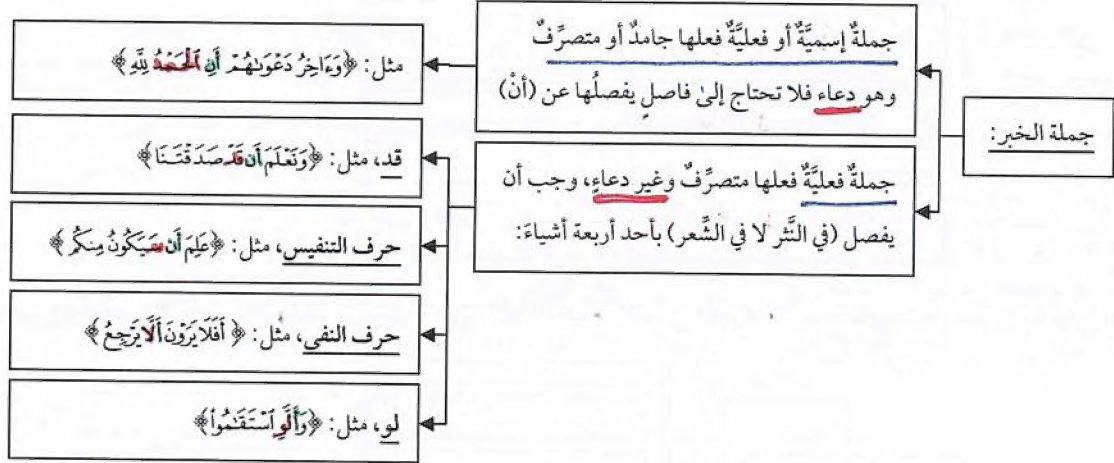 جملة الخبر:
جملةٌ إسميَّةٌ أو فعليَّةٌ فعلها جامدٌ أو متصرِّفٌ
وهو دعاء فلا تحتاج إلىٰ فاصلٍ يفصلُها عن (أنْ)
مثل: ﴿وَءَاخِرُ دَعْوَىٰهُمْ أَنِ ٱلْحَمْدُ لِلَّهِ﴾
جملةٌ فعليَّةٌ فعلها متصرِّفٌ وغير دعاءٍ، وجب أن
يفصل (في النَّثر لا في الشَّعر) بأحد أربعة أشياءَ:
قد، مثل: ﴿وَنَعْلَمَ أَن قَدْ صَدَقْتَنَا﴾
حرف التنفيس، مثل: ﴿عَلِمَ أَن سَيَكُونُ مِنكُم﴾
حرف النفي، مثل: ﴿أَفَلَا يَرَوْنَ أَلَّا يَرْجِعُ﴾
لو، مثل: ﴿وَأَلَّوِ ٱسْتَقَـٰمُوا۟﴾